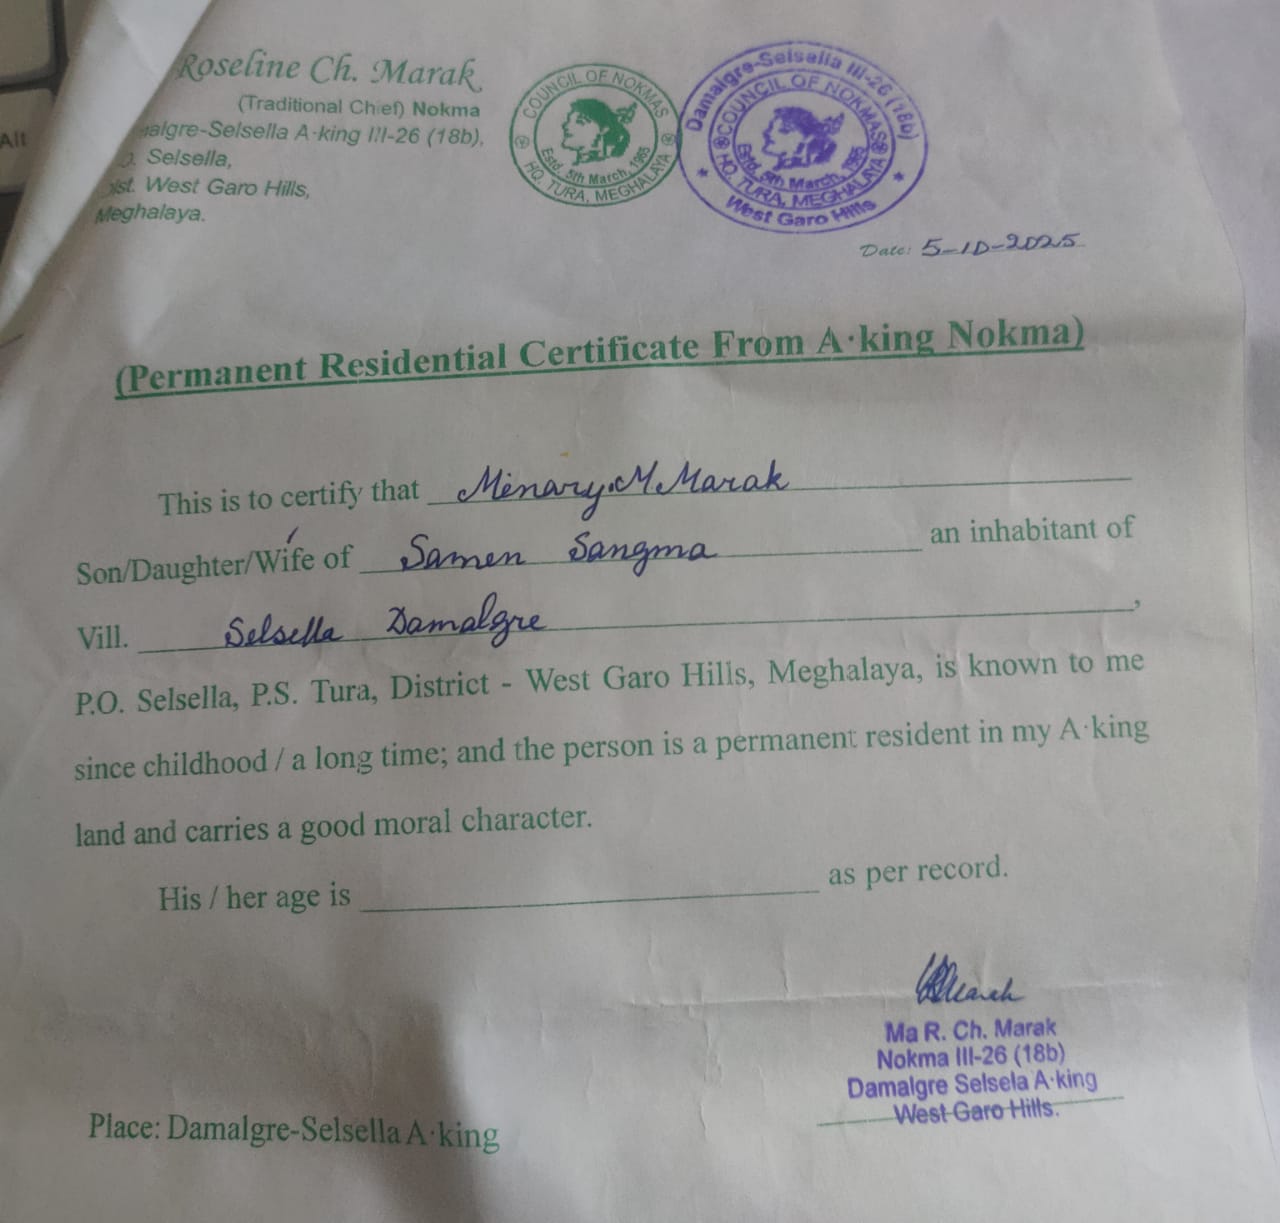 Roseline Ch. Marak
(Traditional Chief) Nokma
algre-Selsella A·king III-26 (18b),
Selsella,
ist. West Garo Hills,
Meghalaya.
COUNCIL OF NOKMAS
Estd. 5th March, 1965
HQ. TURA, MEGHALAYA
Damalgre-Selsella III-26 (18b)
COUNCIL OF NOKMAS
Estd. 5th March, 1965
HQ. TURA, MEGHALAYA
West Garo Hills
Date: 5-10-2025
(Permanent Residential Certificate From A·king Nokma)
This is to certify that Menary.M Marak
Son/Daughter/Wife of Samen Sangma an inhabitant of
Vill. Selsella Damalgre,
P.O. Selsella, P.S. Tura, District - West Garo Hills, Meghalaya, is known to me
since childhood / a long time; and the person is a permanent resident in my A·king
land and carries a good moral character.
His / her age is as per record.
Ma R. Ch. Marak
Nokma III-26 (18b)
Damalgre Selsela A·king
West Garo Hills.
Place: Damalgre-Selsella A·king
Alt